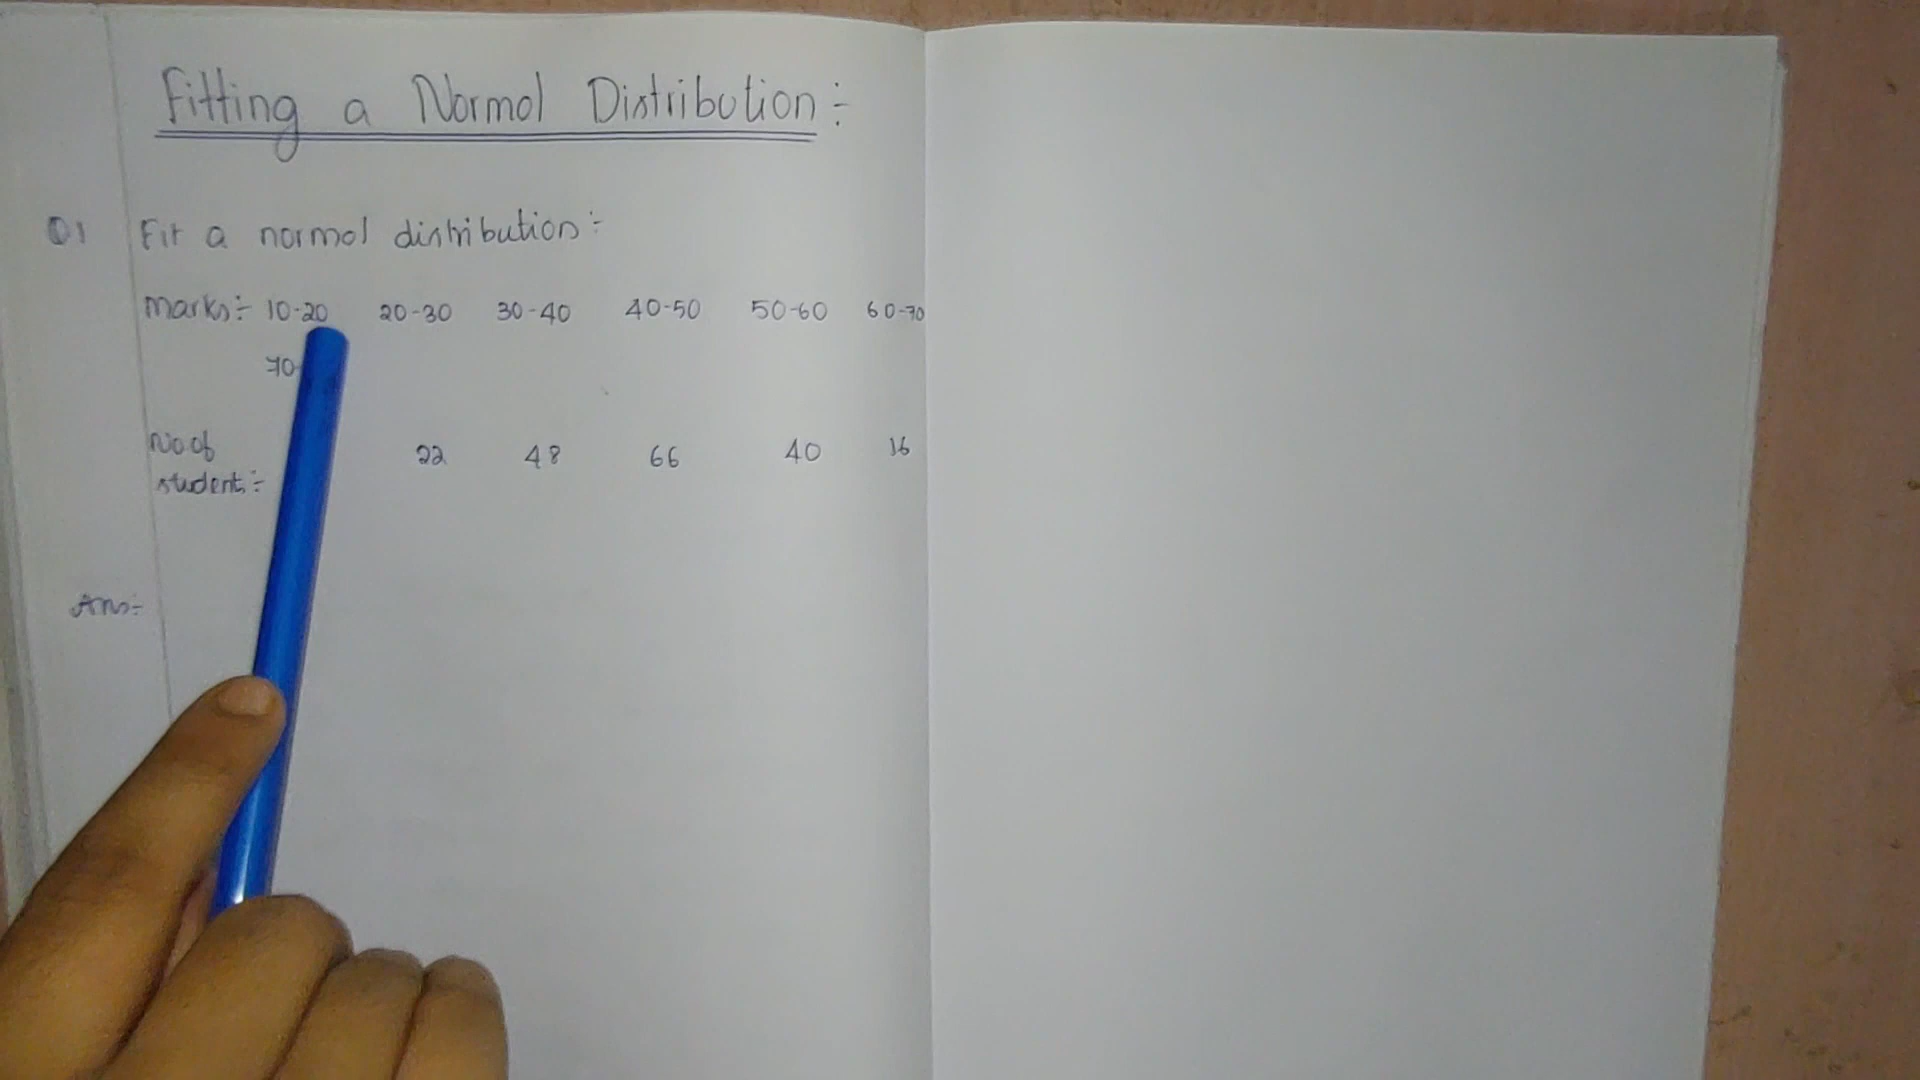 Fitting a Normal Distribution :-
Q1 Fit a normal distribution :-
Marks :- 10-20 20-30 30-40 40-50 50-60 60-70
70
No of 22 48 66 40 16
student :-
Ans :-